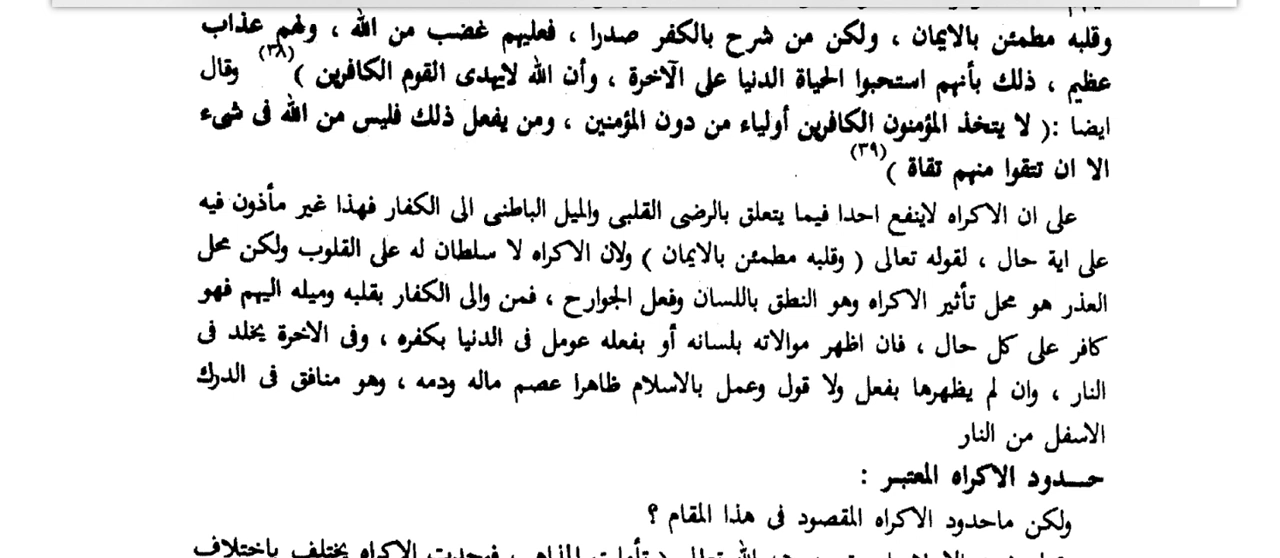 وقلبه مطمئن بالايمان ، ولكن من شرح بالكفر صدرا ، فعليهم غضب من الله ، ولهم عذاب
عظيم ، ذلك بأنهم استحبوا الحياة الدنيا على الآخرة ، وأن الله لايهدى القوم الكافرين )(٣٨) وقال
ايضا :( لا يتخذ المؤمنون الكافرين أولياء من دون المؤمنين ، ومن يفعل ذلك فليس من الله فى شىء
الا ان تتقوا منهم تقاة )(٣٩)
على ان الاكراه لاينفع احدا فيما يتعلق بالرضى القلبى والميل الباطنى الى الكفار فهذا غير مأذون فيه
على اية حال ، لقوله تعالى ( وقلبه مطمئن بالايمان ) ولان الاكراه لا سلطان له على القلوب ولكن محل
العذر هو محل تأثير الاكراه وهو النطق باللسان وفعل الجوارح ، فمن والى الكفار بقلبه وميله اليهم فهو
كافر على كل حال ، فان اظهر موالاته بلسانه أو بفعله عومل فى الدنيا بكفره ، وفى الاخرة يخلد فى
النار ، وان لم يظهرها بفعل ولا قول وعمل بالاسلام ظاهرا عصم ماله ودمه ، وهو منافق فى الدرك
الاسفل من النار
حـــدود الاكراه المعتبـر :
ولكن ماحدود الاكراه المقصود فى هذا المقام ؟
المذاهب ، فوجدت الاكراه يختلف باختلاف